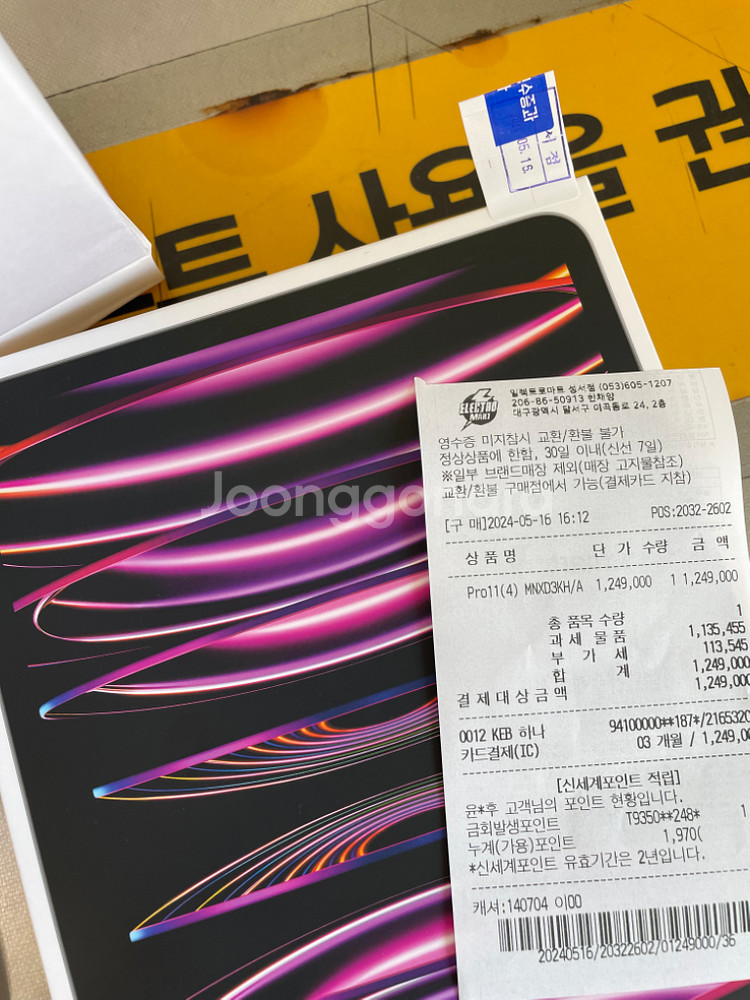 수증과
05. 16.
서점
트 사용을 권
Joonggonara
ELECTRO MART
일렉트로마트 성서점 (053)605-1207
206-86-50913 한채양
대구광역시 달서구 이곡동로 24, 2층
영수증 미지참시 교환/환불 불가
정상상품에 한함, 30일 이내(신선 7일)
※일부 브랜드매장 제외(매장 고지물참조)
교환/환불 구매점에서 가능(결제카드 지참)
[구 매]2024-05-16 16:12 POS:2032-2602
상 품 명 단 가 수량 금 액
Pro11(4) MNXD3KH/A 1,249,000 1 1,249,000
총 품목 수량 1
과 세 물 품 1,135,455
부 가 세 113,545
합 계 1,249,000
결 제 대 상 금 액 1,249,000
0012 KEB 하나 94100000**187*/2165320
카드결제(IC) 03 개월 / 1,249,00
[신세계포인트 적립]
윤*후 고객님의 포인트 현황입니다.
금회발생포인트 T9350**248* 1
누계(가용)포인트 1,970(
*신세계포인트 유효기간은 2년입니다.
캐셔:140704 이00
20240516/20322602/01249000/36